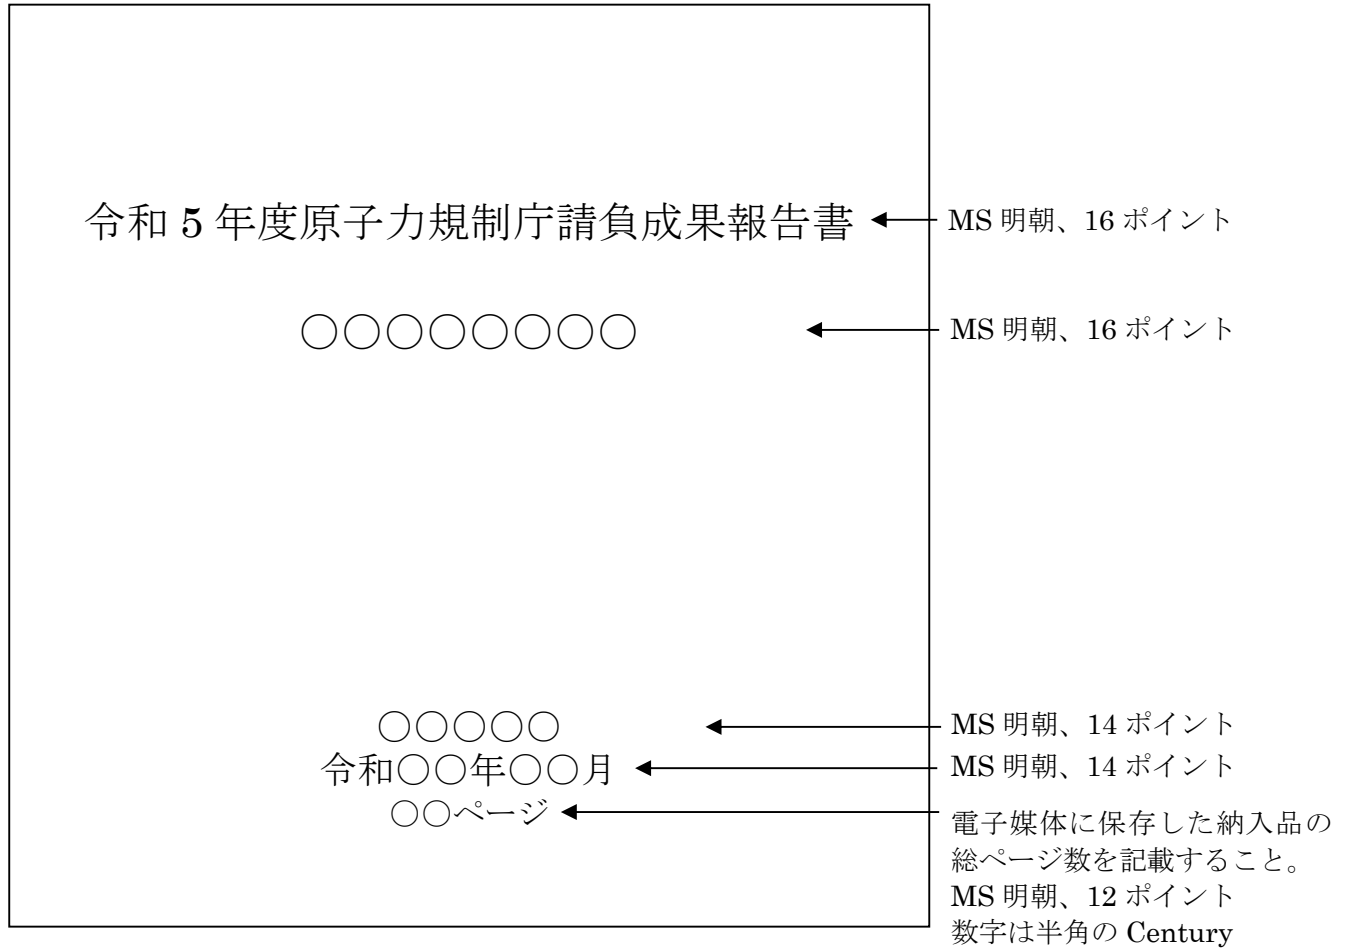 令和 5 年度原子力規制庁請負成果報告書
MS 明朝、16 ポイント
○○○○○○○○
MS 明朝、16 ポイント
○○○○○
MS 明朝、14 ポイント
令和○○年○○月
MS 明朝、14 ポイント
○○ページ
電子媒体に保存した納入品の
総ページ数を記載すること。
MS 明朝、12 ポイント
数字は半角の Century